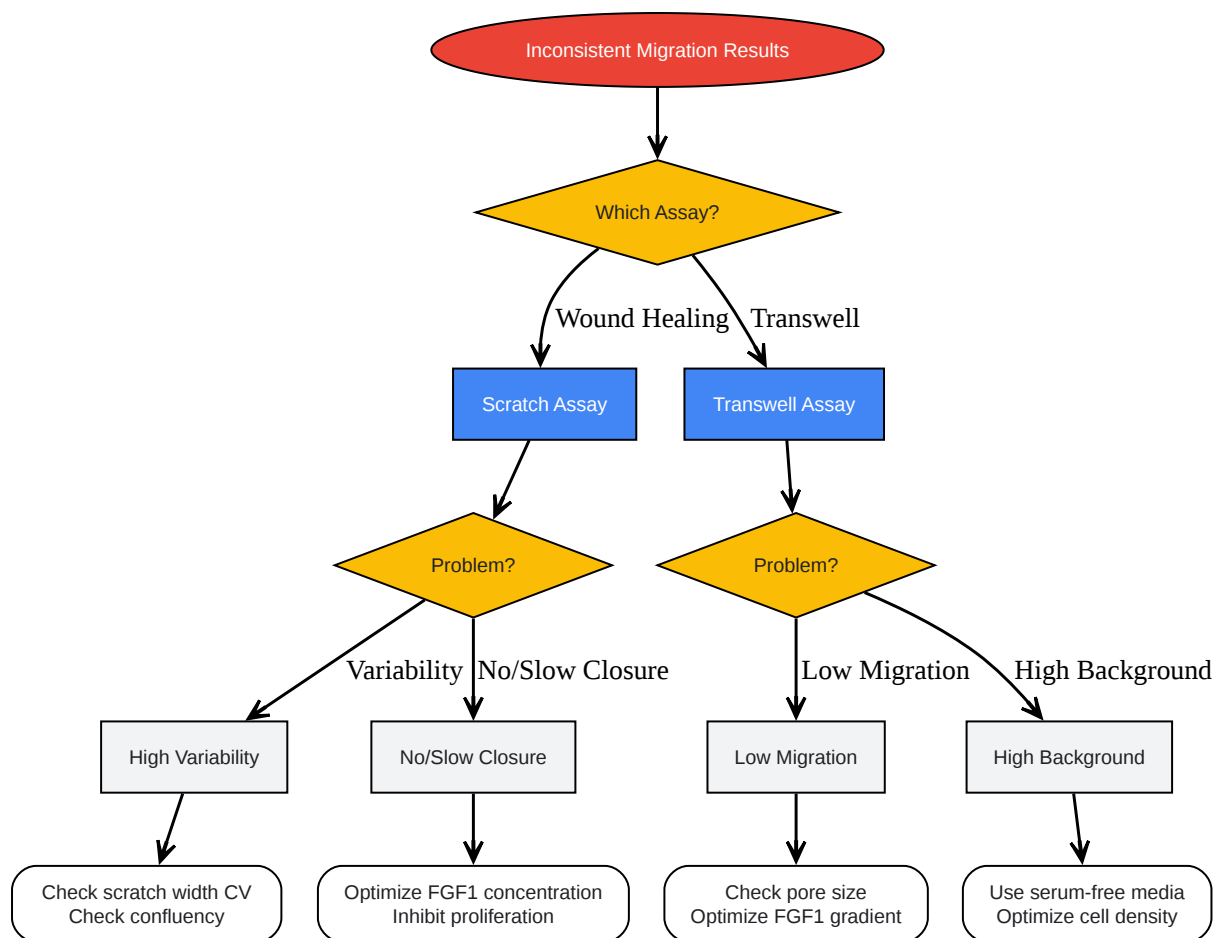 Inconsistent Migration Results
Which Assay?
Wound Healing
Transwell
Scratch Assay
Transwell Assay
Problem?
Problem?
Variability
No/Slow Closure
Low Migration
High Background
High Variability
No/Slow Closure
Low Migration
High Background
Check scratch width CV
Check confluency
Optimize FGF1 concentration
Inhibit proliferation
Check pore size
Optimize FGF1 gradient
Use serum-free media
Optimize cell density